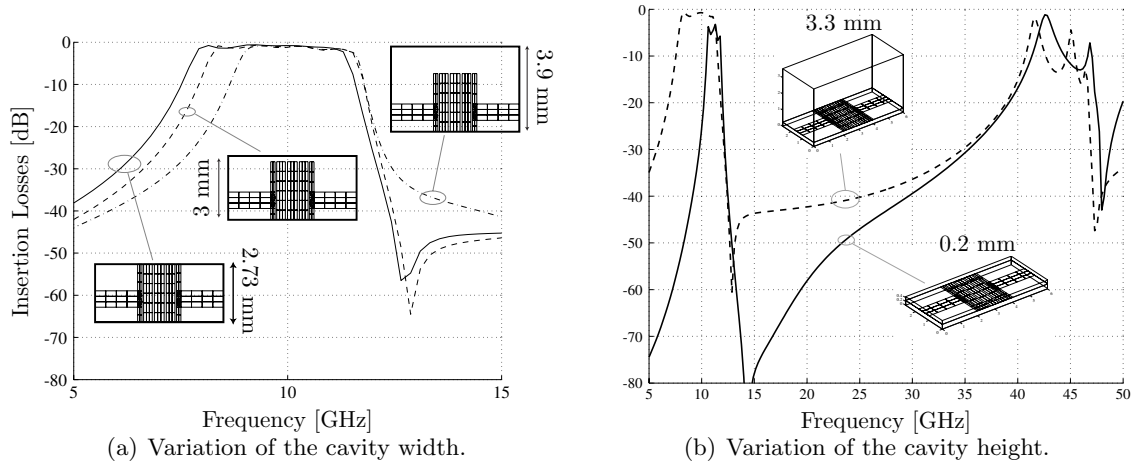 0
-10
-20
-30
-40
-50
-60
-70
-80
5
10
15
Insertion Losses [dB]
Frequency [GHz]
3.9 mm
3 mm
2.73 mm
(a) Variation of the cavity width.
0
-10
-20
-30
-40
-50
-60
-70
-80
5 10 15 20 25 30 35 40 45 50
3.3 mm
0.2 mm
Frequency [GHz]
(b) Variation of the cavity height.